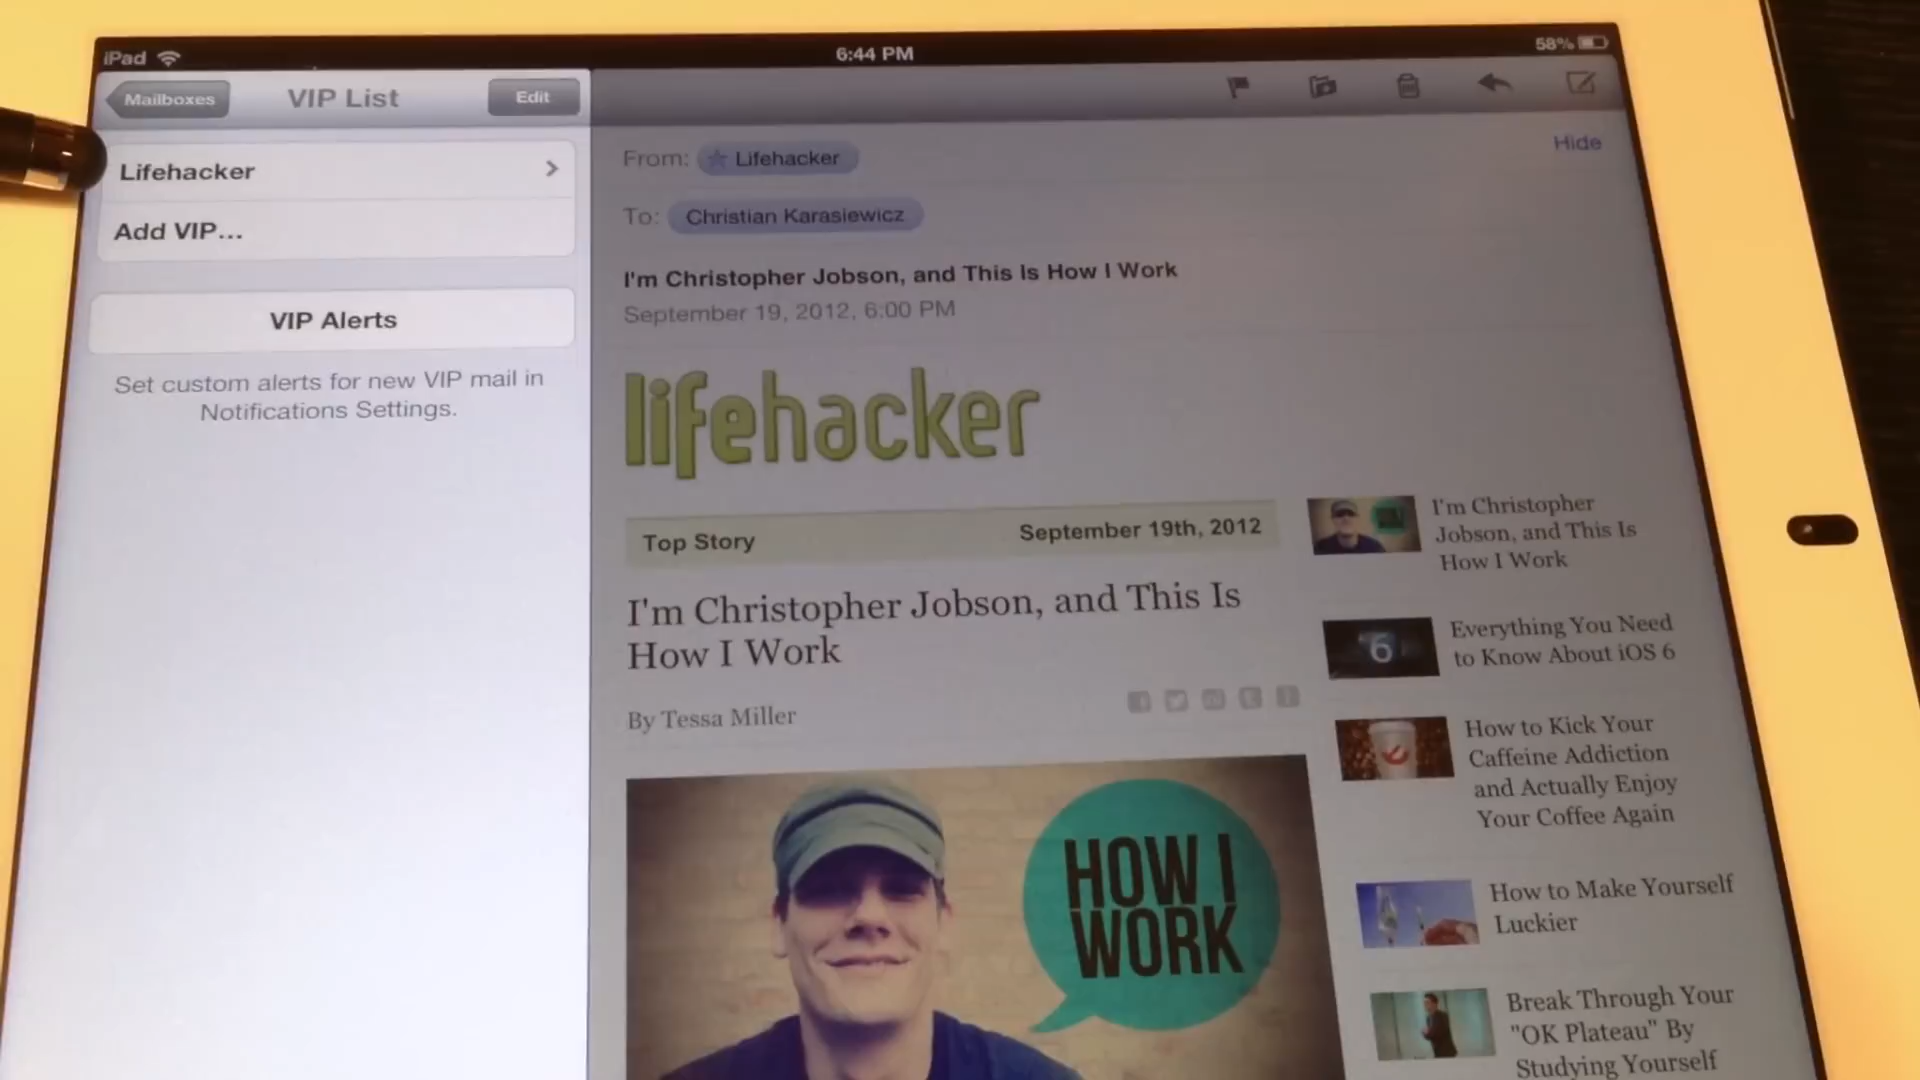 iPad
6:44 PM
58%
Mailboxes
VIP List
Edit
Lifehacker
Add VIP...
VIP Alerts
Set custom alerts for new VIP mail in
Notifications Settings.
From: Lifehacker
Hide
To: Christian Karasiewicz
I'm Christopher Jobson, and This Is How I Work
September 19, 2012, 6:00 PM
lifehacker
Top Story
September 19th, 2012
I'm Christopher Jobson, and This Is
How I Work
By Tessa Miller
HOW I
WORK
I'm Christopher
Jobson, and This Is
How I Work
6
Everything You Need
to Know About iOS 6
How to Kick Your
Caffeine Addiction
and Actually Enjoy
Your Coffee Again
How to Make Yourself
Luckier
Break Through Your
"OK Plateau" By
Studying Yourself